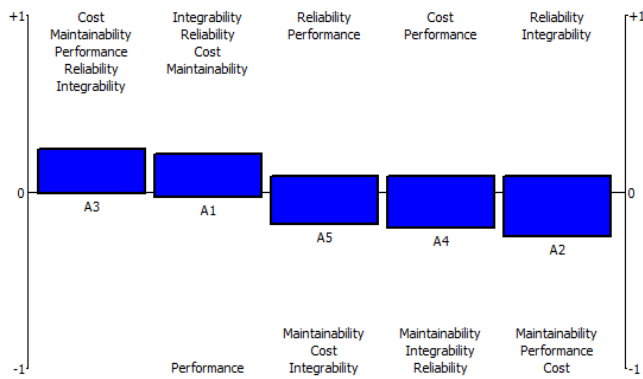 +1
Cost
Maintainability
Performance
Reliability
Integrability
Integrability
Reliability
Cost
Maintainability
Reliability
Performance
Cost
Performance
Reliability
Integrability
+1
0
A3
A1
A5
A4
A2
0
-1
Performance
Maintainability
Cost
Integrability
Maintainability
Integrability
Reliability
Maintainability
Performance
Cost
-1